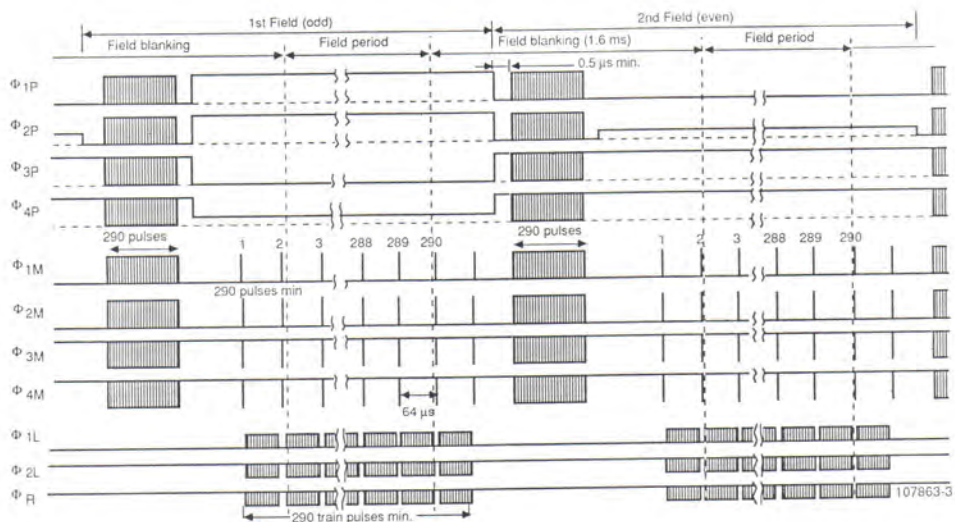 1st Field (odd)
2nd Field (even)
Field blanking
Field period
Field blanking (1.6 ms)
Field period
0.5 μs min.
Φ1P
Φ2P
Φ3P
Φ4P
290 pulses
1 2 3 288 289 290
290 pulses
1 2 3 288 289 290
Φ1M
290 pulses min
Φ2M
Φ3M
Φ4M
64 μs
Φ1L
Φ2L
ΦR
107863-3
290 train pulses min.